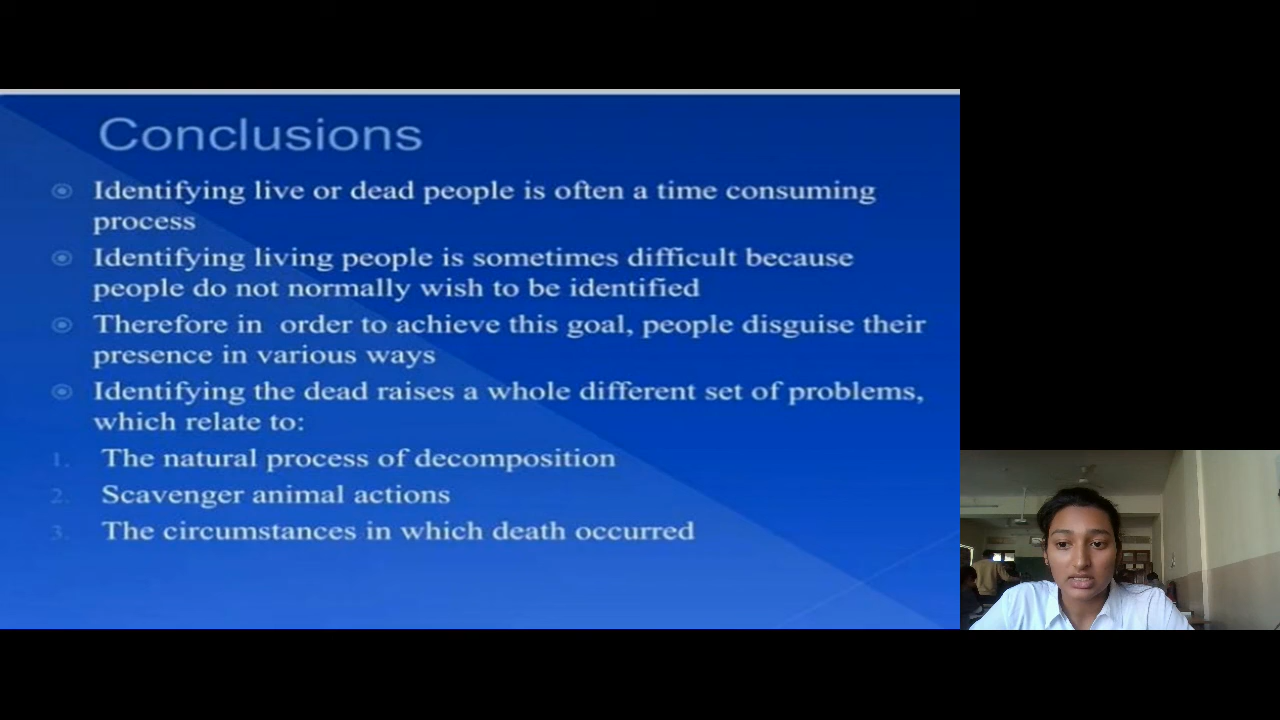 Conclusions
Identifying live or dead people is often a time consuming
process
Identifying living people is sometimes difficult because
people do not normally wish to be identified
Therefore in  order to achieve this goal, people disguise their
presence in various ways
Identifying the dead raises a whole different set of problems,
which relate to:
1. The natural process of decomposition
2. Scavenger animal actions
3. The circumstances in which death occurred